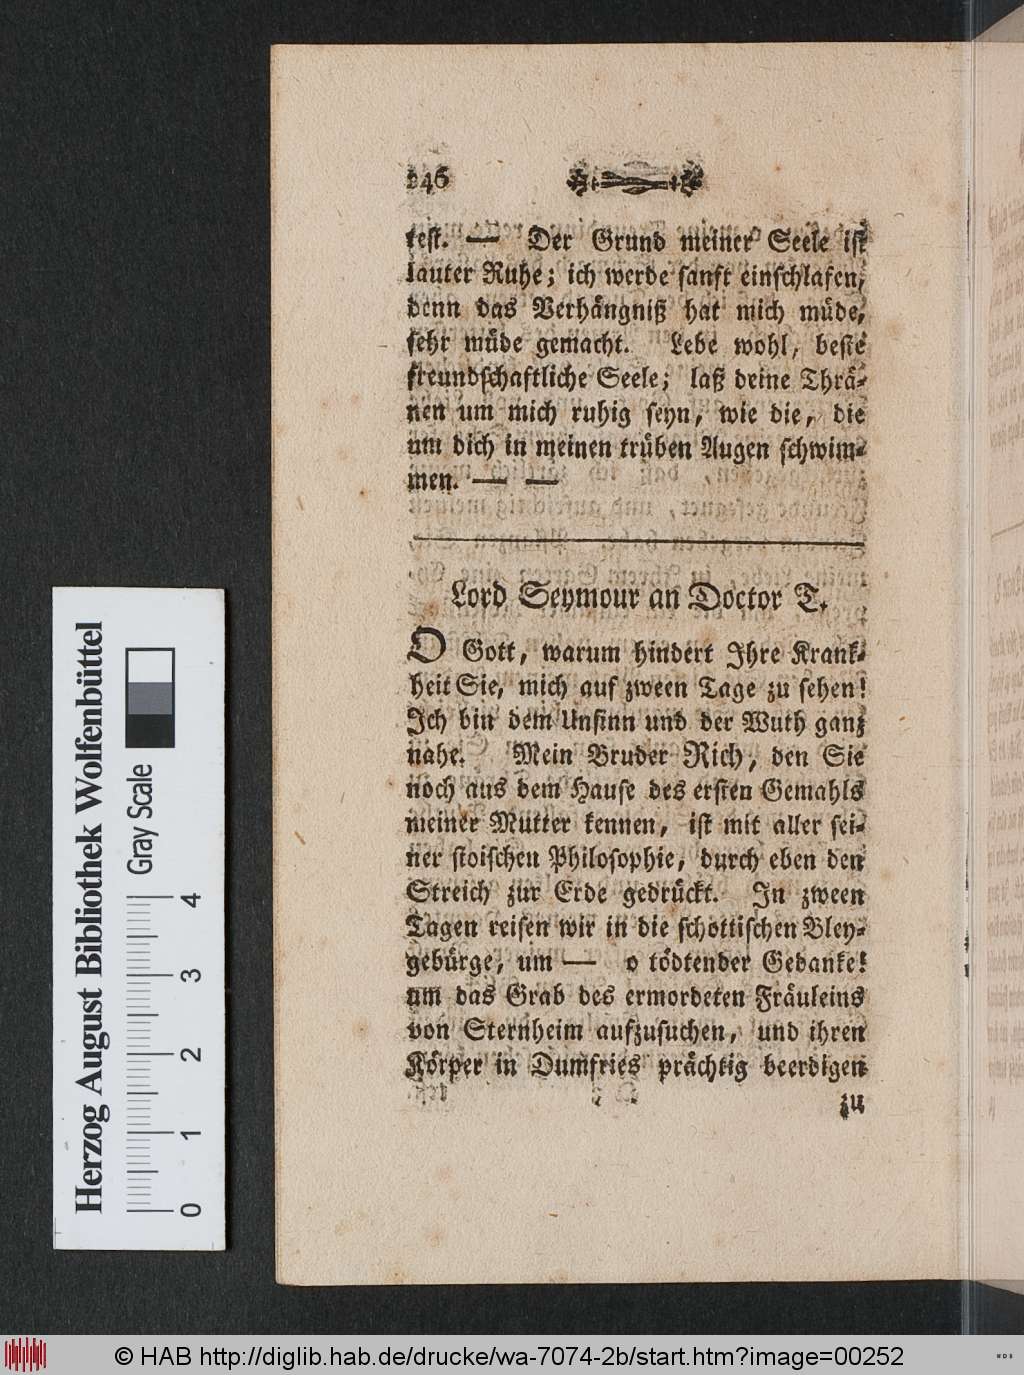 246
test. — Der Grund meiner Seele ist
lauter Ruhe; ich werde sanft einschlafen,
denn das Verhängniß hat mich müde,
sehr müde gemacht. Lebe wohl, beste
freundschaftliche Seele; laß deine Thrä-
nen um mich ruhig seyn, wie die, die
um dich in meinen trüben Augen schwim-
men. — —
Lord Seymour an Doctor T.
O Gott, warum hindert Ihre Krank-
heit Sie, mich auf zween Tage zu sehen!
Ich bin dem Unsinn und der Wuth ganz
nahe. Mein Bruder Rich, den Sie
noch aus dem Hause des ersten Gemahls
meiner Mutter kennen, ist mit aller sei-
ner stoischen Philosophie, durch eben den
Streich zur Erde gedrückt. In zween
Tagen reisen wir in die schottischen Bley-
gebürge, um — o tödtender Gedanke!
um das Grab des ermordeten Fräuleins
von Sternheim aufzusuchen, und ihren
Körper in Dumfries prächtig beerdigen
zu
Herzog August Bibliothek Wolfenbüttel
Gray Scale
0 1 2 3 4
© HAB http://diglib.hab.de/drucke/wa-7074-2b/start.htm?image=00252